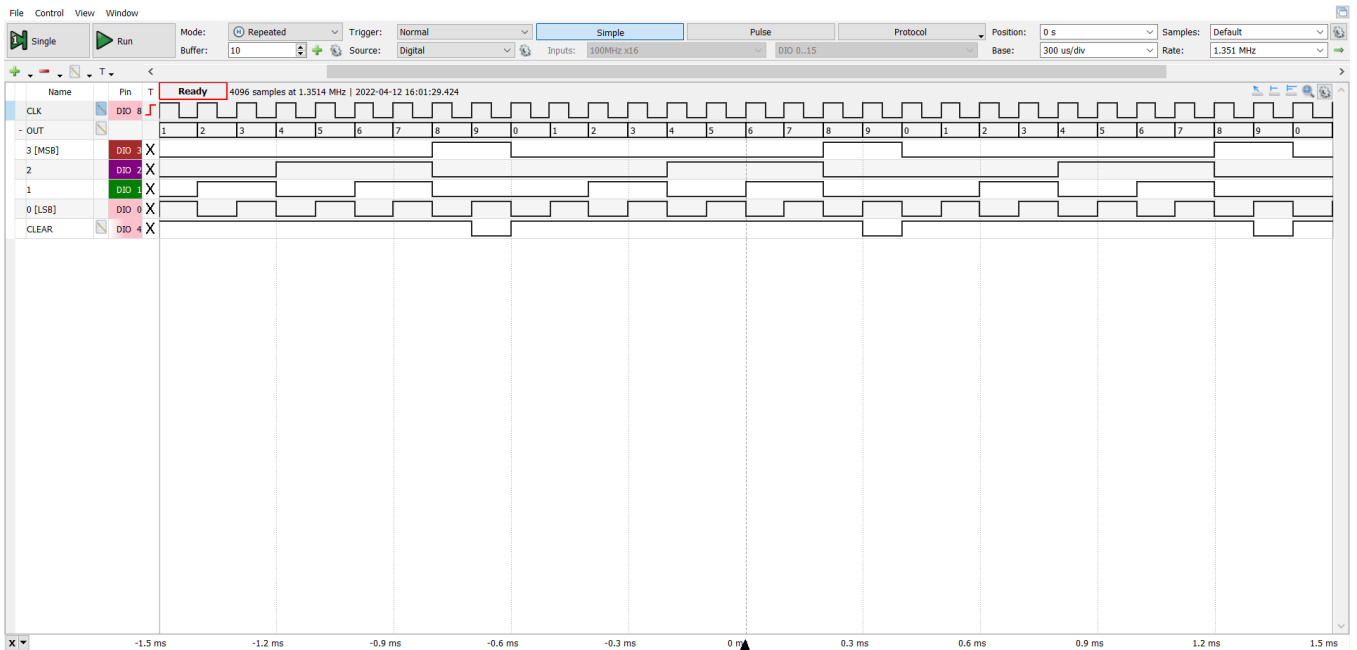 File Control View Window
Single Run Mode: Repeated Trigger: Normal Simple Pulse Protocol Position: 0 s Samples: Default
Buffer: 10 Source: Digital Inputs: 100MHz x16 DIO 0..15 Base: 300 us/div Rate: 1.351 MHz
T
Name Pin T Ready 4096 samples at 1.3514 MHz | 2022-04-12 16:01:29.424
CLK DIO 8
- OUT 1 2 3 4 5 6 7 8 9 0 1 2 3 4 5 6 7 8 9 0 1 2 3 4 5 6 7 8 9 0
3 [MSB] DIO 3 X
2 DIO 2 X
1 DIO 1 X
0 [LSB] DIO 0 X
CLEAR DIO 4 X
X -1.5 ms -1.2 ms -0.9 ms -0.6 ms -0.3 ms 0 ms 0.3 ms 0.6 ms 0.9 ms 1.2 ms 1.5 ms